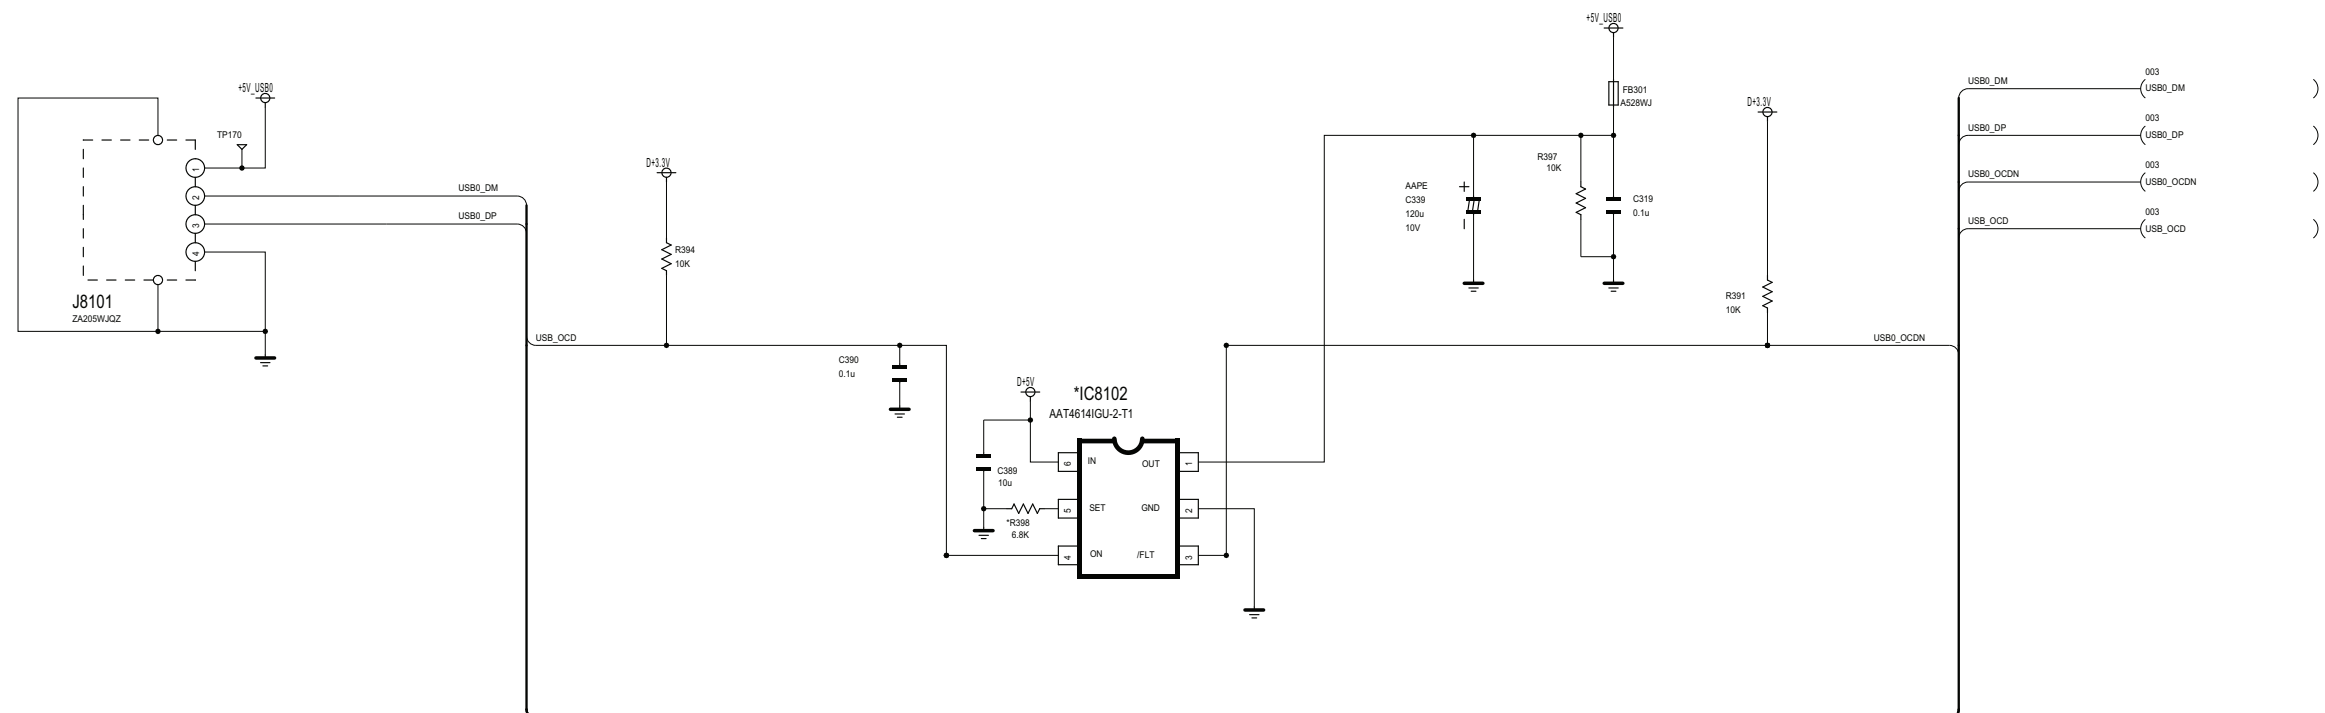 +5V_USB0
TP170
1
2
3
4
J8101
ZA205WJQZ
USB0_DM
USB0_DP
D+3.3V
R394
10K
USB_OCD
C390
0.1u
D+5V
*IC8102
AAT4614IGU-2-T1
C389
10u
*R398
6.8K
6
IN
5
SET
4
ON
OUT
1
GND
2
/FLT
3
+5V_USB0
FB301
A528WJ
AAPE
C339
120u
10V
R397
10K
C319
0.1u
D+3.3V
R391
10K
USB0_OCDN
USB0_DM
003
USB0_DM
USB0_DP
003
USB0_DP
USB0_OCDN
003
USB0_OCDN
USB_OCD
003
USB_OCD